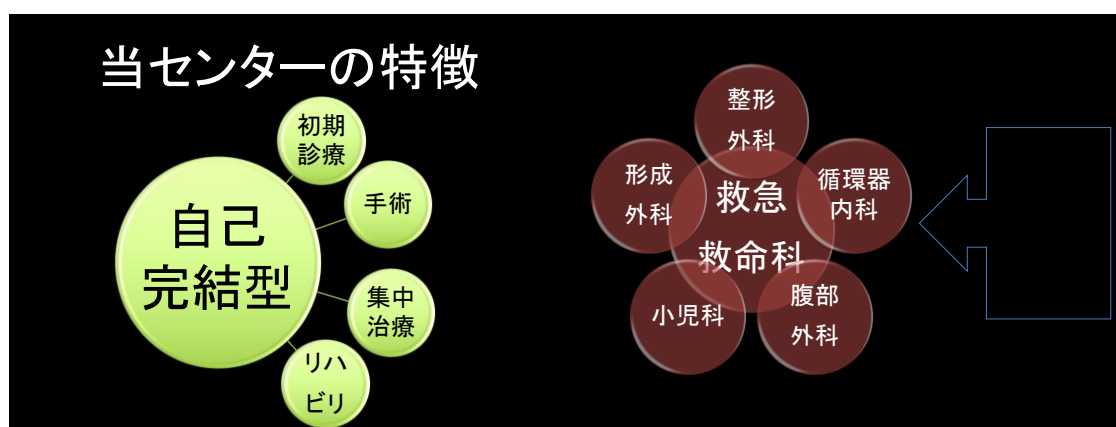 当センターの特徴
初期
診療
手術
自己
完結型
集中
治療
リハ
ビリ
整形
外科
形成
外科
循環器
内科
救急
救命科
小児科
腹部
外科